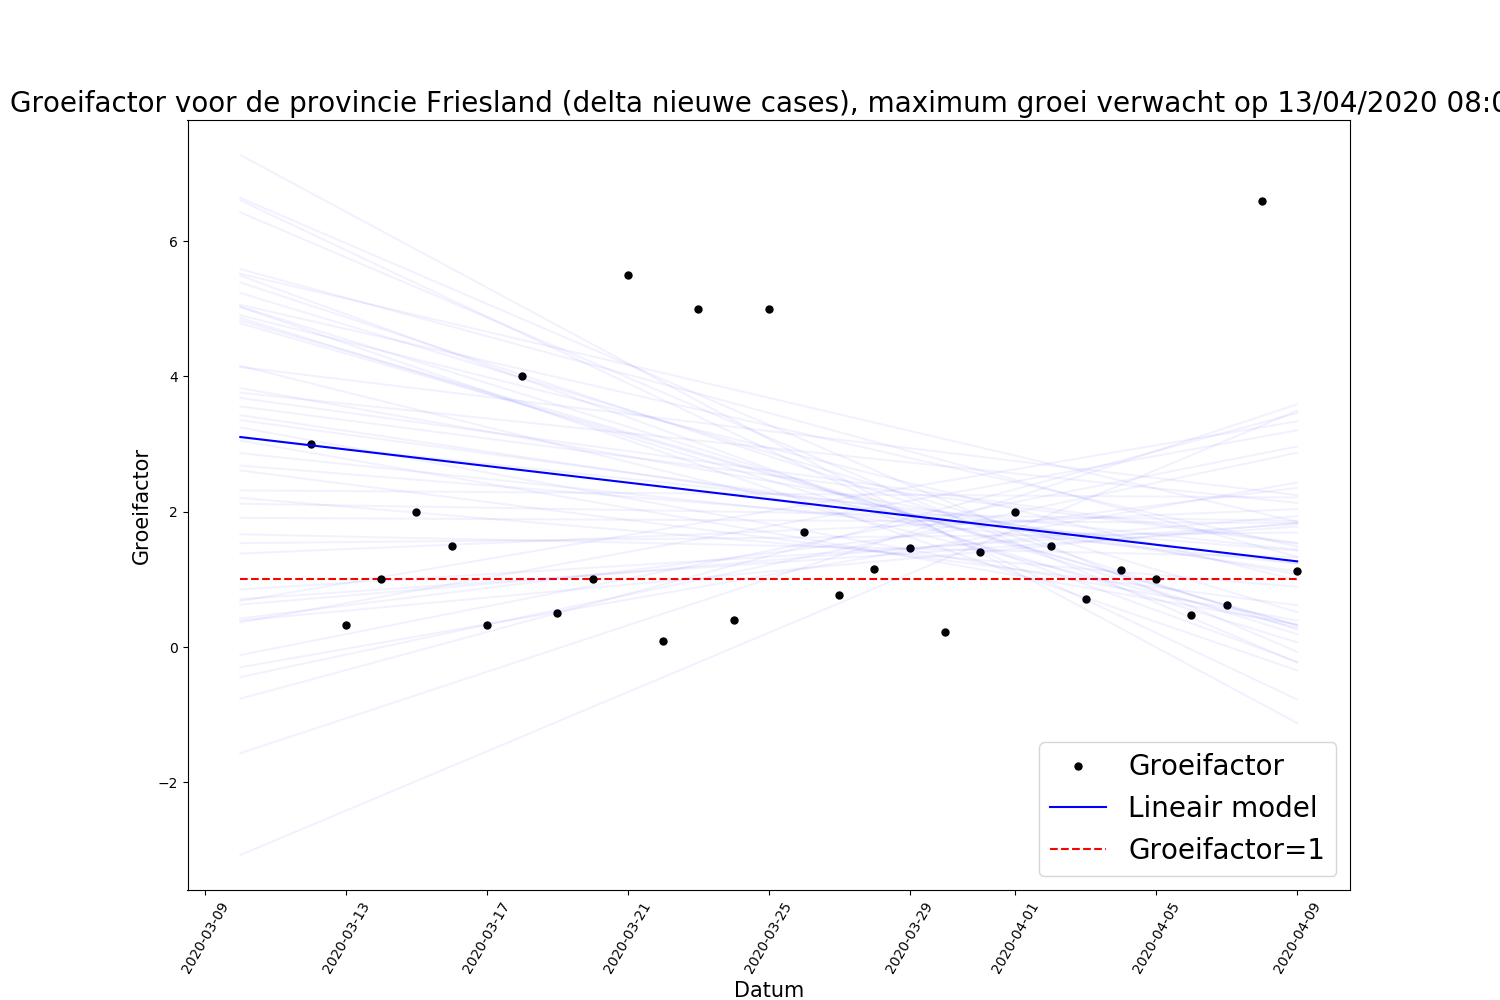 Groeifactor voor de provincie Friesland (delta nieuwe cases), maximum groei verwacht op 13/04/2020 08:0
Groeifactor
6
4
2
0
−2
Groeifactor
Lineair model
Groeifactor=1
2020-03-09
2020-03-13
2020-03-17
2020-03-21
2020-03-25
2020-03-29
2020-04-01
2020-04-05
2020-04-09
Datum